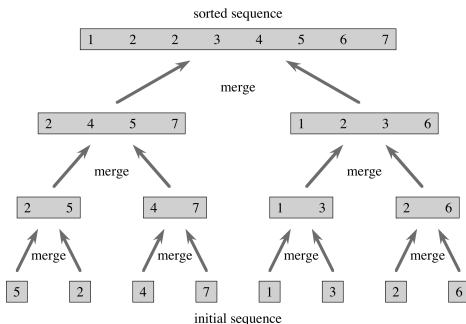 sorted sequence
1 2 2 3 4 5 6 7
merge
2 4 5 7 1 2 3 6
merge merge
2 5 4 7 1 3 2 6
merge merge merge merge
5 2 4 7 1 3 2 6
initial sequence